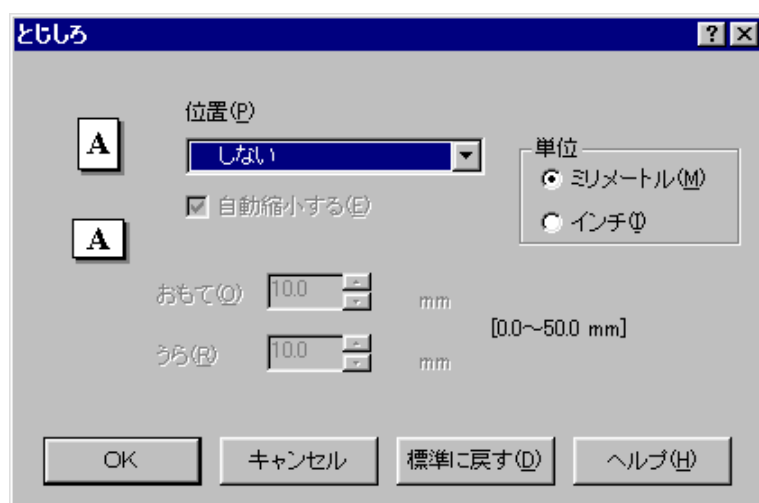 とじしろ
位置(P)
A
しない
単位
ミリメートル(M)
自動縮小する(E)
インチ(I)
A
おもて(O) 10.0 mm
[0.0～50.0 mm]
うら(R) 10.0 mm
OK キャンセル 標準に戻す(D) ヘルプ(H)